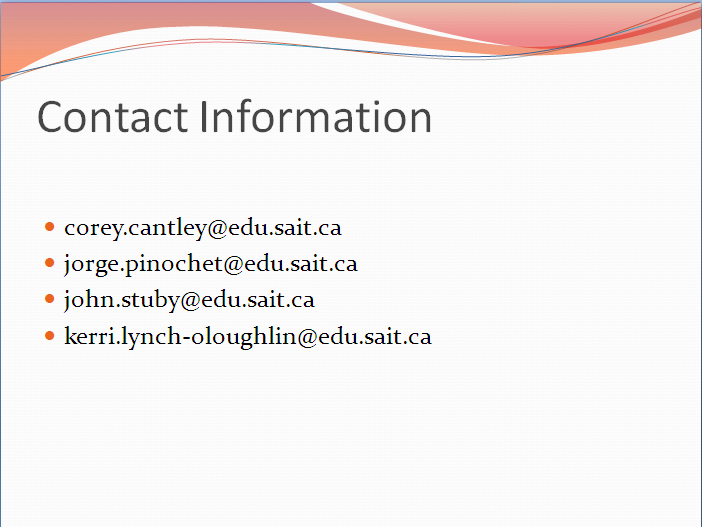 Contact Information
corey.cantley@edu.sait.ca
jorge.pinochet@edu.sait.ca
john.stuby@edu.sait.ca
kerri.lynch-oloughlin@edu.sait.ca